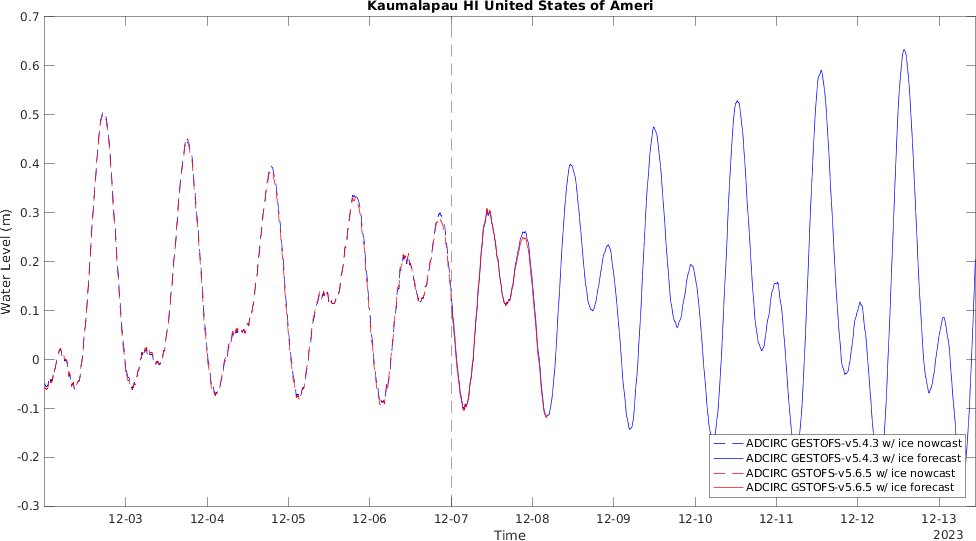 Kaumalapau HI United States of Ameri
0.7
0.6
0.5
0.4
0.3
0.2
0.1
0
-0.1
-0.2
-0.3
Water Level (m)
ADCIRC GESTOFS-v5.4.3 w/ ice nowcast
ADCIRC GESTOFS-v5.4.3 w/ ice forecast
ADCIRC GSTOFS-v5.6.5 w/ ice nowcast
ADCIRC GSTOFS-v5.6.5 w/ ice forecast
12-03 12-04 12-05 12-06 12-07 12-08 12-09 12-10 12-11 12-12 12-13
Time
2023